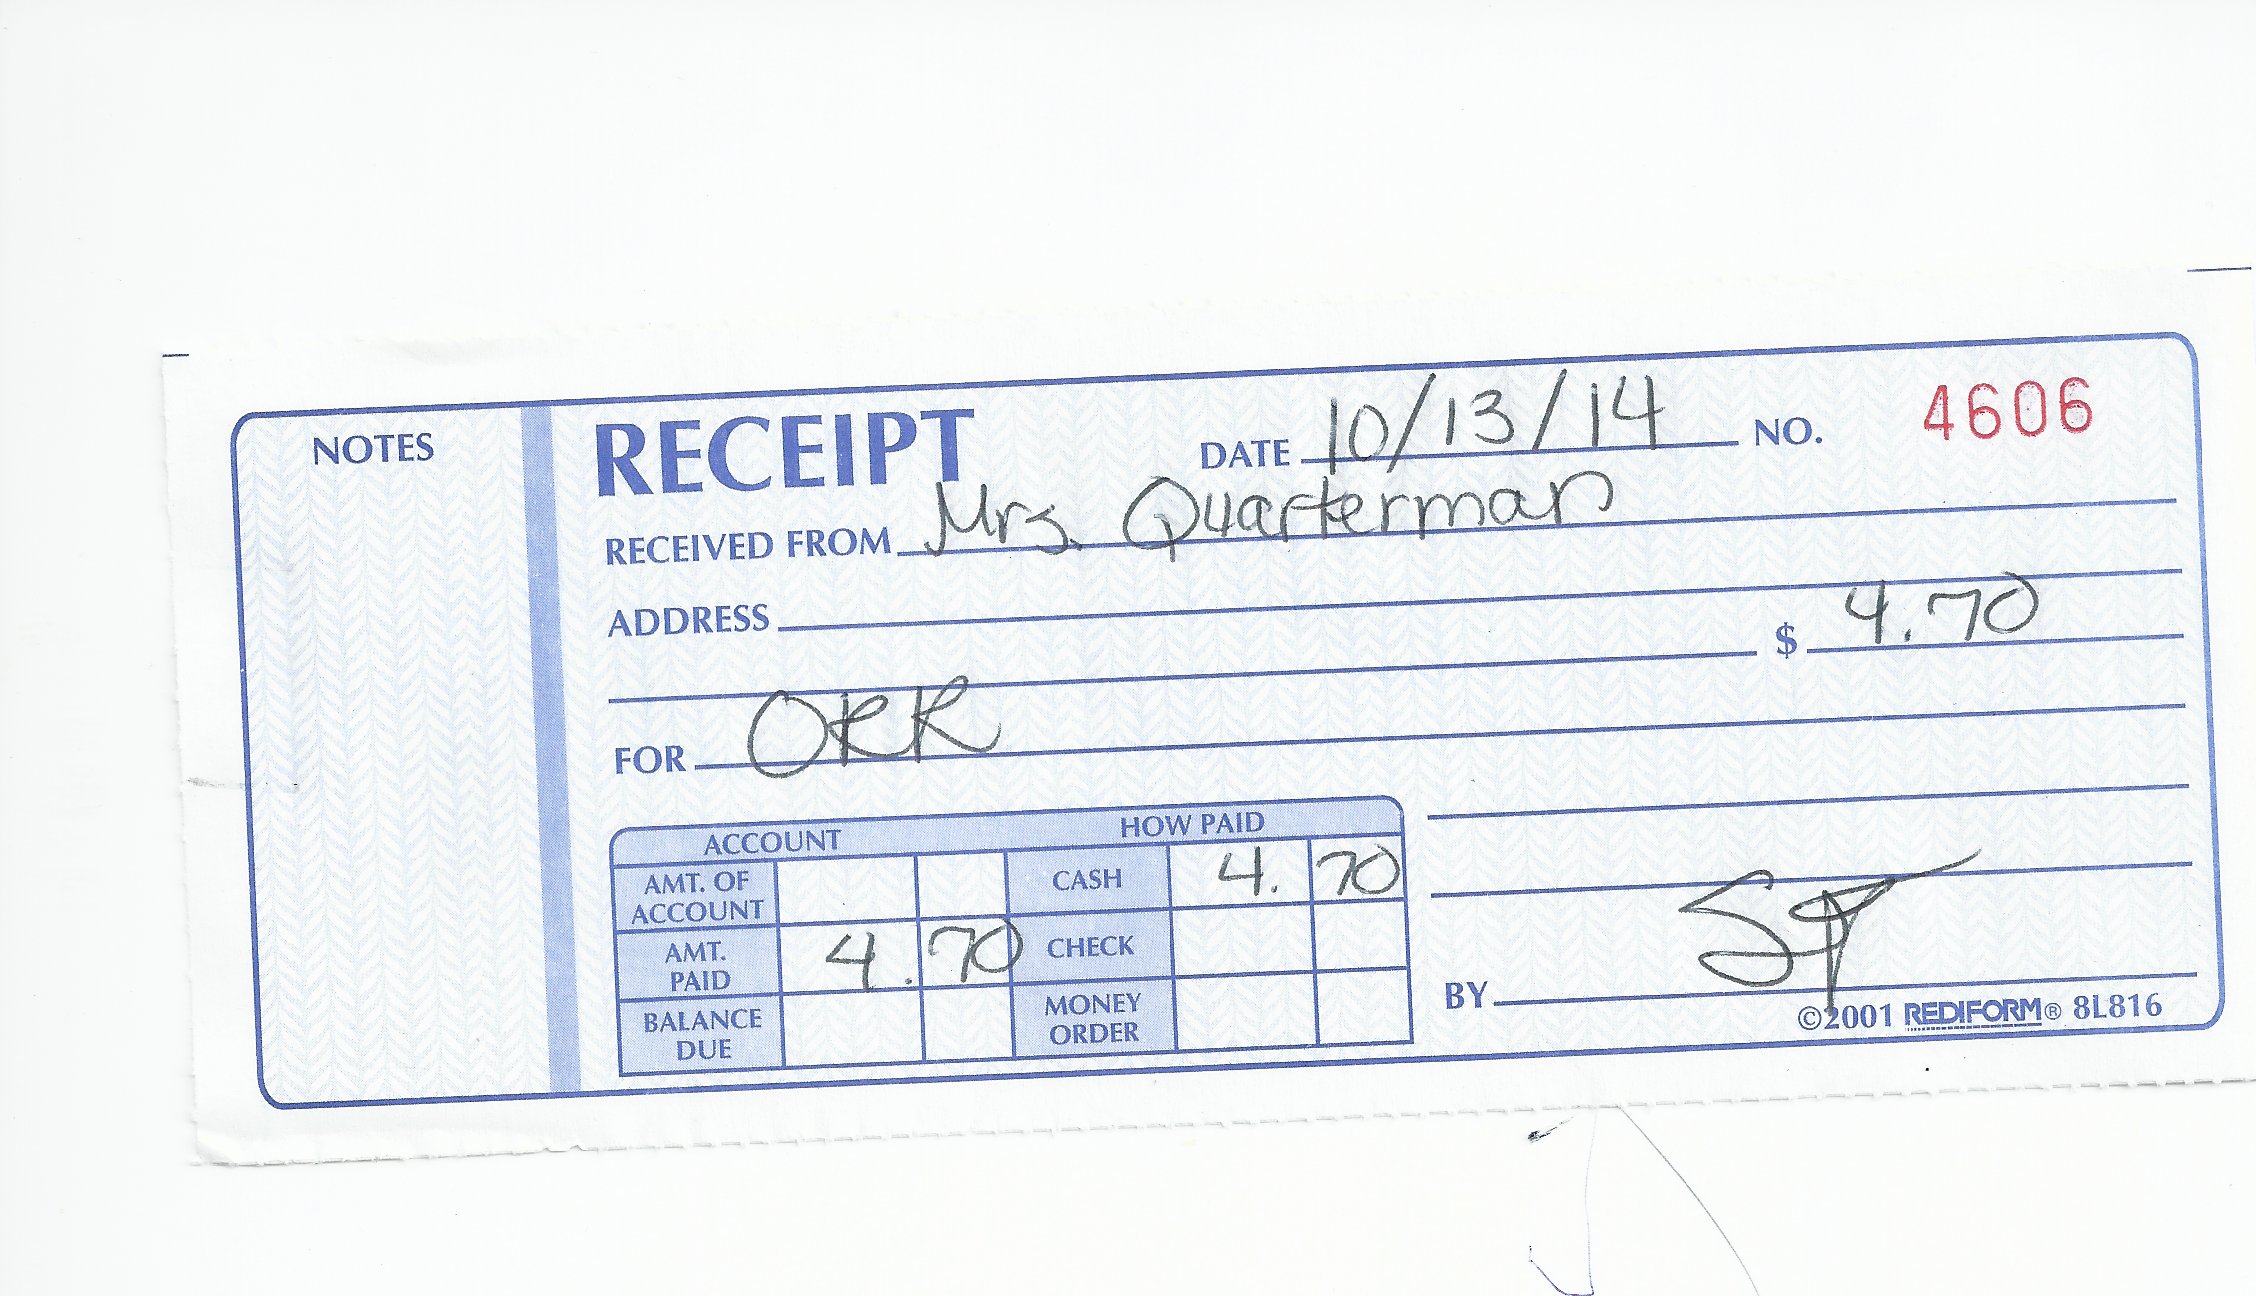 NOTES
RECEIPT DATE 10/13/14 NO. 4606
RECEIVED FROM Mrs. Quarterman
ADDRESS
$ 4.70
FOR ORR
ACCOUNT HOW PAID
AMT. OF ACCOUNT CASH 4. 70
AMT. PAID 4.70 CHECK
BALANCE DUE MONEY ORDER
BY
©2001 REDIFORM® 8L816